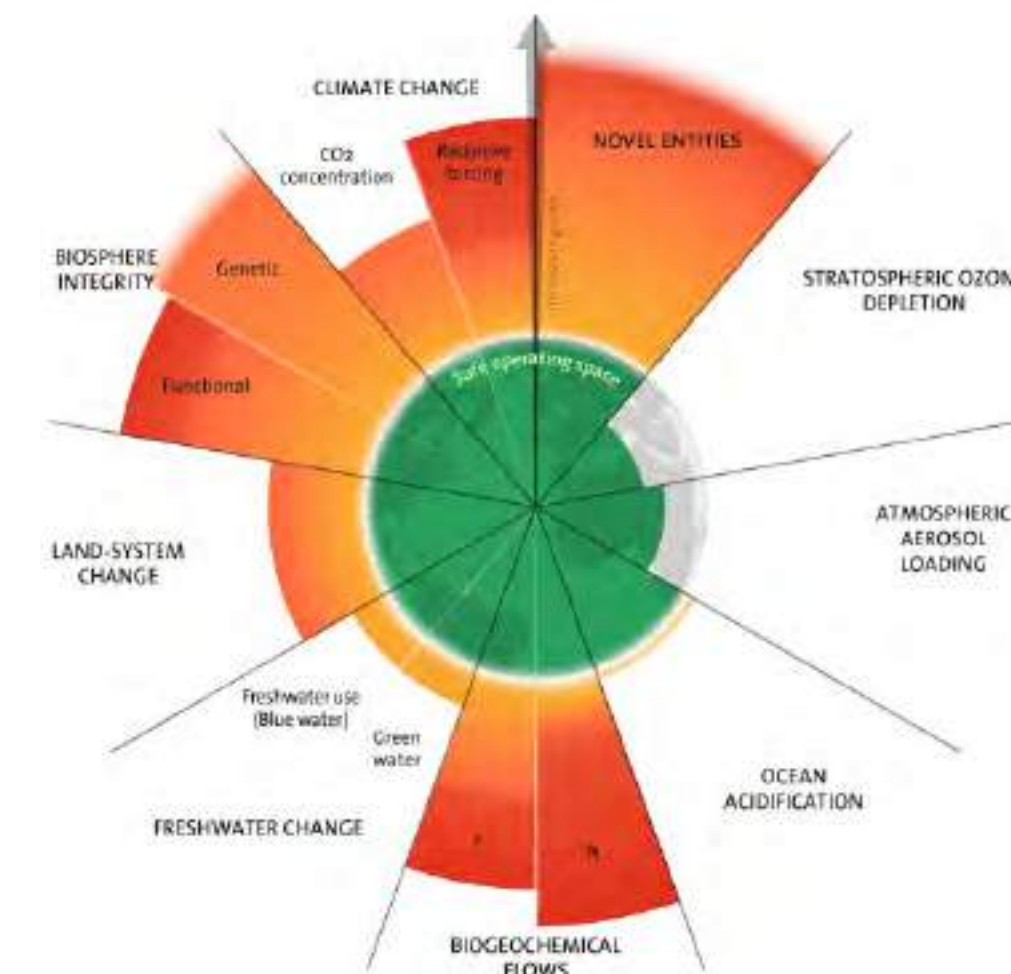 CLIMATE CHANGE
CO2
concentration
Radiative
forcing
NOVEL ENTITIES
BIOSPHERE
INTEGRITY
Genetic
Functional
STRATOSPHERIC OZON
DEPLETION
Safe operating space
ATMOSPHERIC
AEROSOL
LOADING
LAND-SYSTEM
CHANGE
Freshwater use
(Blue water)
Green
water
FRESHWATER CHANGE
OCEAN
ACIDIFICATION
P
N
BIOGEOCHEMICAL
FLOWS